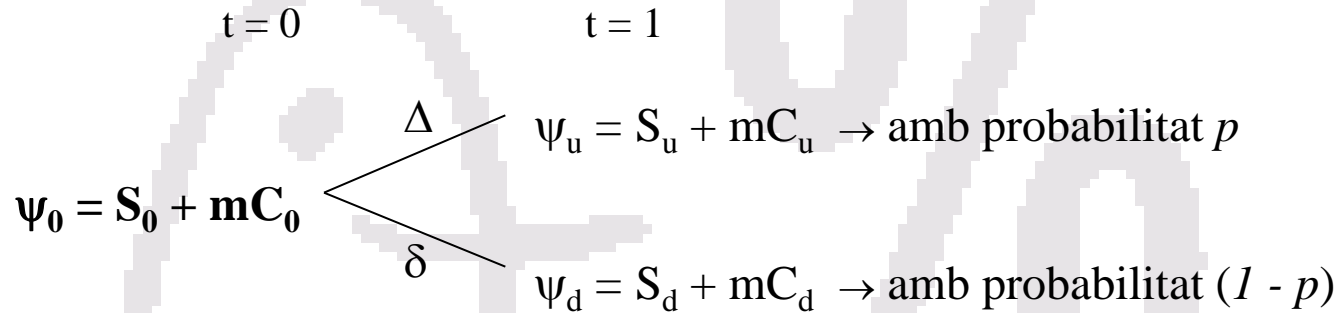 t = 0 t = 1
Δ ψu = Su + mCu → amb probabilitat p
ψ0 = S0 + mC0
δ
ψd = Sd + mCd → amb probabilitat (1 - p)